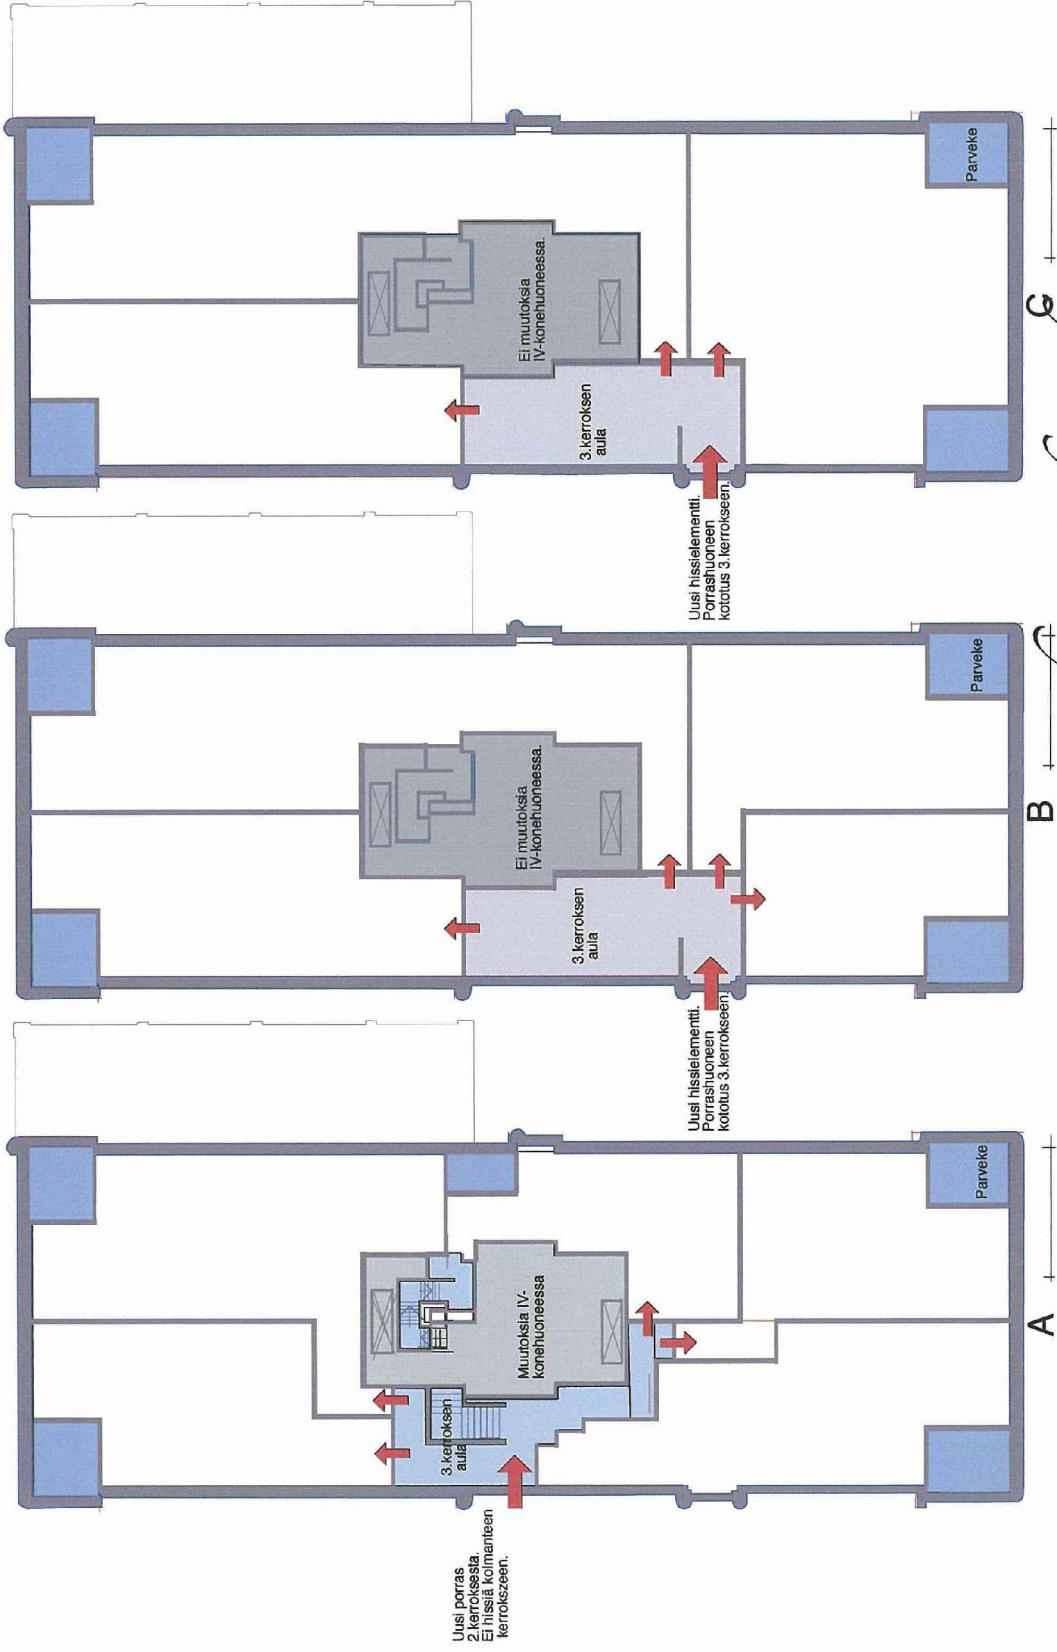 Uusi porras
2.kerroksesta.
Ei hissiä kolmanteen
kerrokszeen.
3.kerroksen
aula
Muutoksia IV-
konehuoneessa
Parveke
A
Uusi hissielementti.
Porrashuoneen
kototus 3.kerrokseen.
3.kerroksen
aula
Ei muutoksia
IV-konehuoneessa.
Parveke
B
Uusi hissielementti.
Porrashuoneen
kototus 3.kerrokseen.
3.kerroksen
aula
Ei muutoksia
IV-konehuoneessa.
Parveke
C